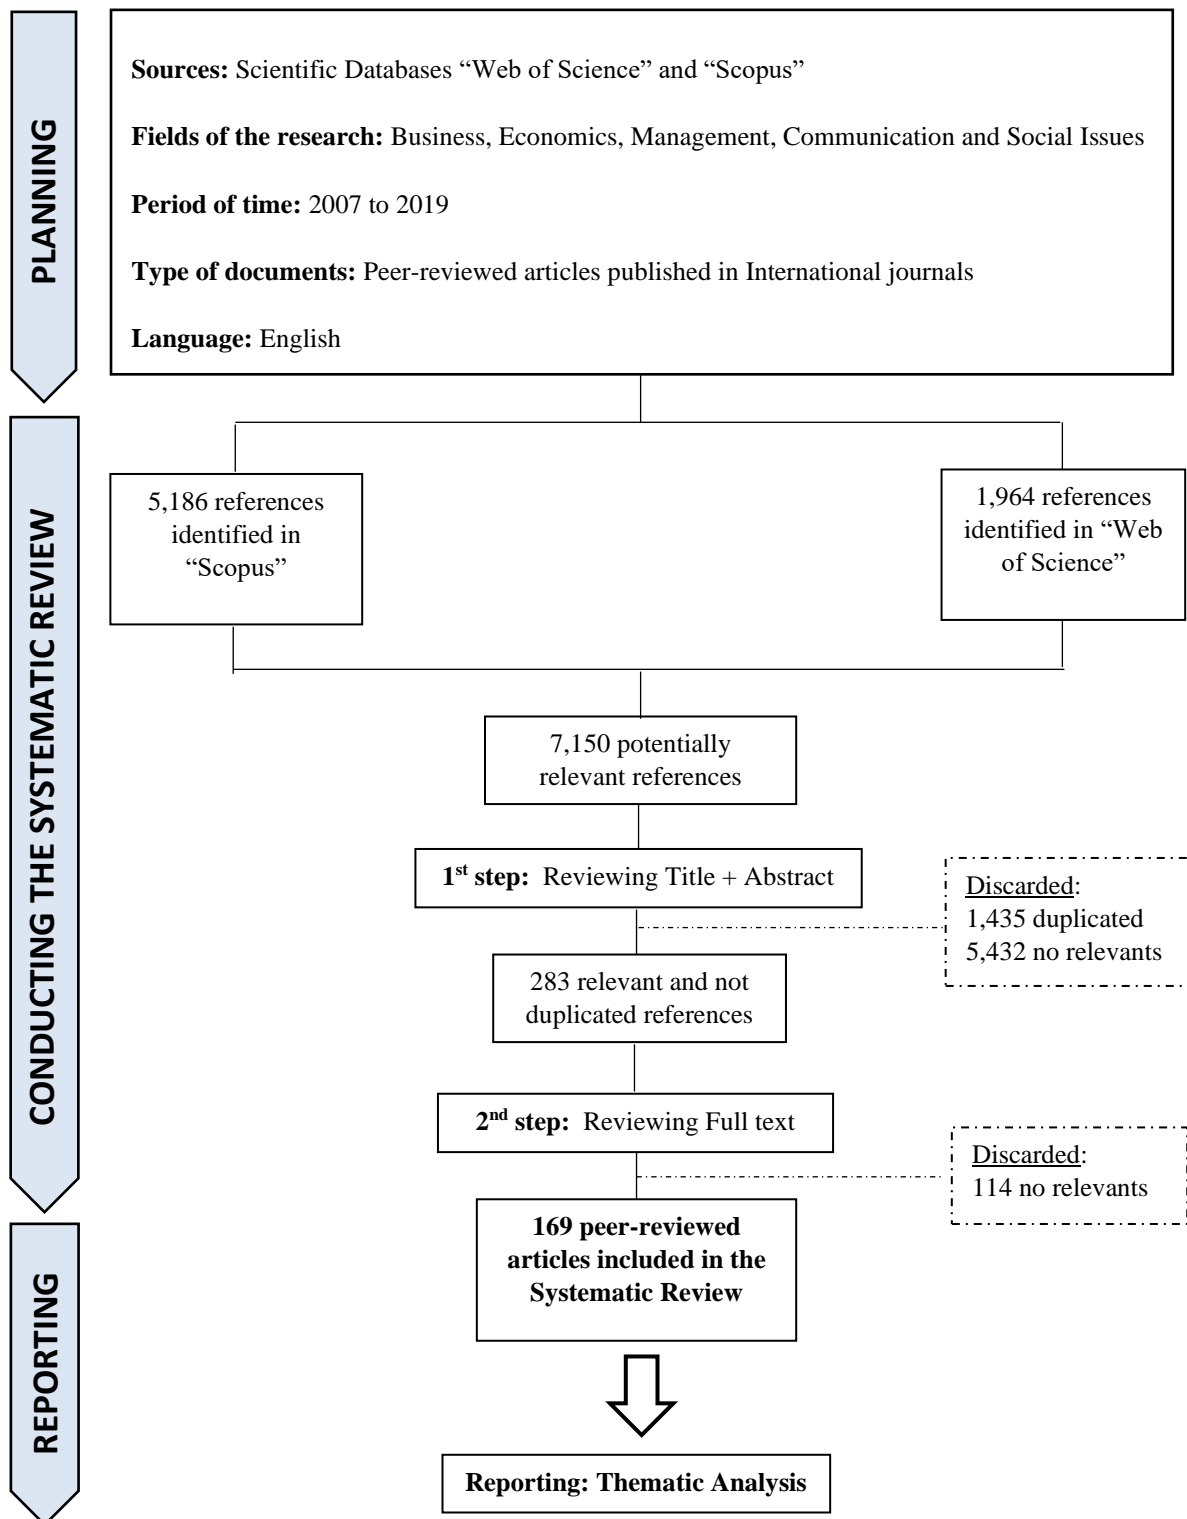 PLANNING
Sources: Scientific Databases “Web of Science” and “Scopus”
Fields of the research: Business, Economics, Management, Communication and Social Issues
Period of time: 2007 to 2019
Type of documents: Peer-reviewed articles published in International journals
Language: English
CONDUCTING THE SYSTEMATIC REVIEW
5,186 references
identified in
“Scopus”
1,964 references
identified in “Web
of Science”
7,150 potentially
relevant references
1st step: Reviewing Title + Abstract
Discarded:
1,435 duplicated
5,432 no relevants
283 relevant and not
duplicated references
2nd step: Reviewing Full text
Discarded:
114 no relevants
REPORTING
169 peer-reviewed
articles included in the
Systematic Review
Reporting: Thematic Analysis